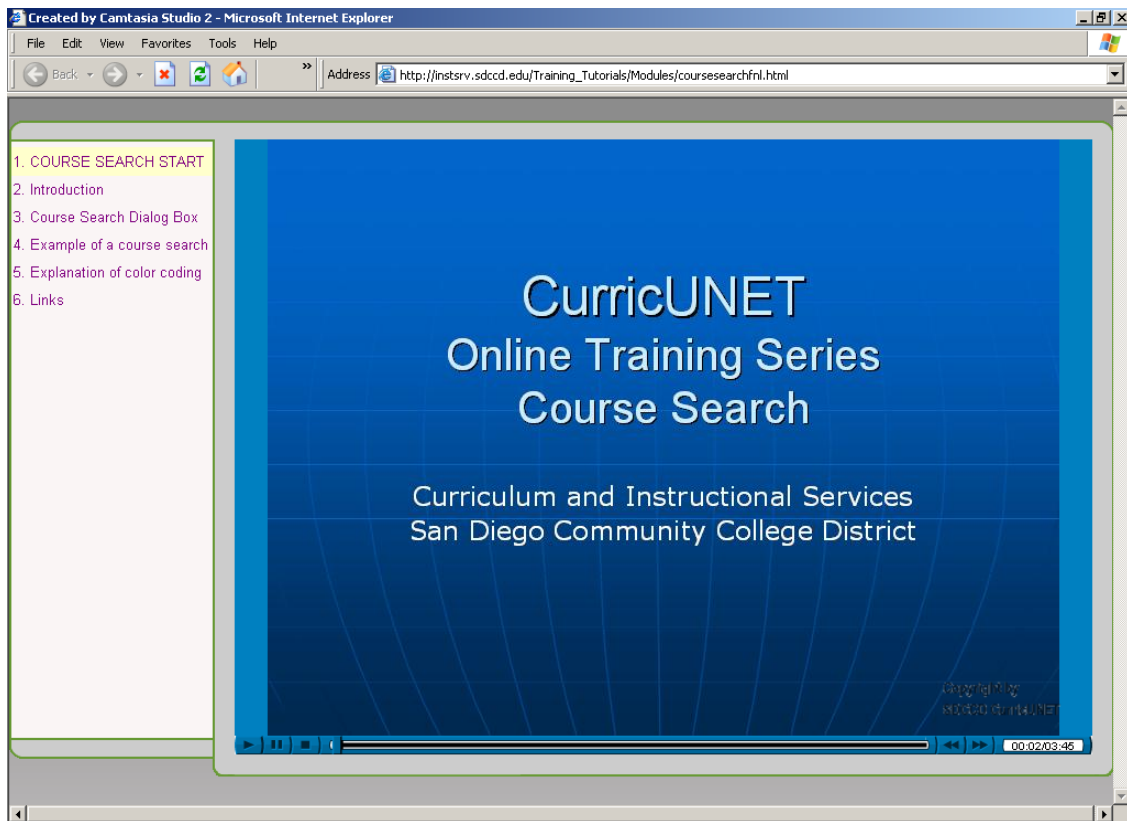 Created by Camtasia Studio 2 - Microsoft Internet Explorer
File Edit View Favorites Tools Help
Back » Address http://instsrv.sdccd.edu/Training_Tutorials/Modules/coursesearchfnl.html
1. COURSE SEARCH START
2. Introduction
3. Course Search Dialog Box
4. Example of a course search
5. Explanation of color coding
6. Links
CurricUNET
Online Training Series
Course Search
Curriculum and Instructional Services
San Diego Community College District
Copyright by
00:02/03:45